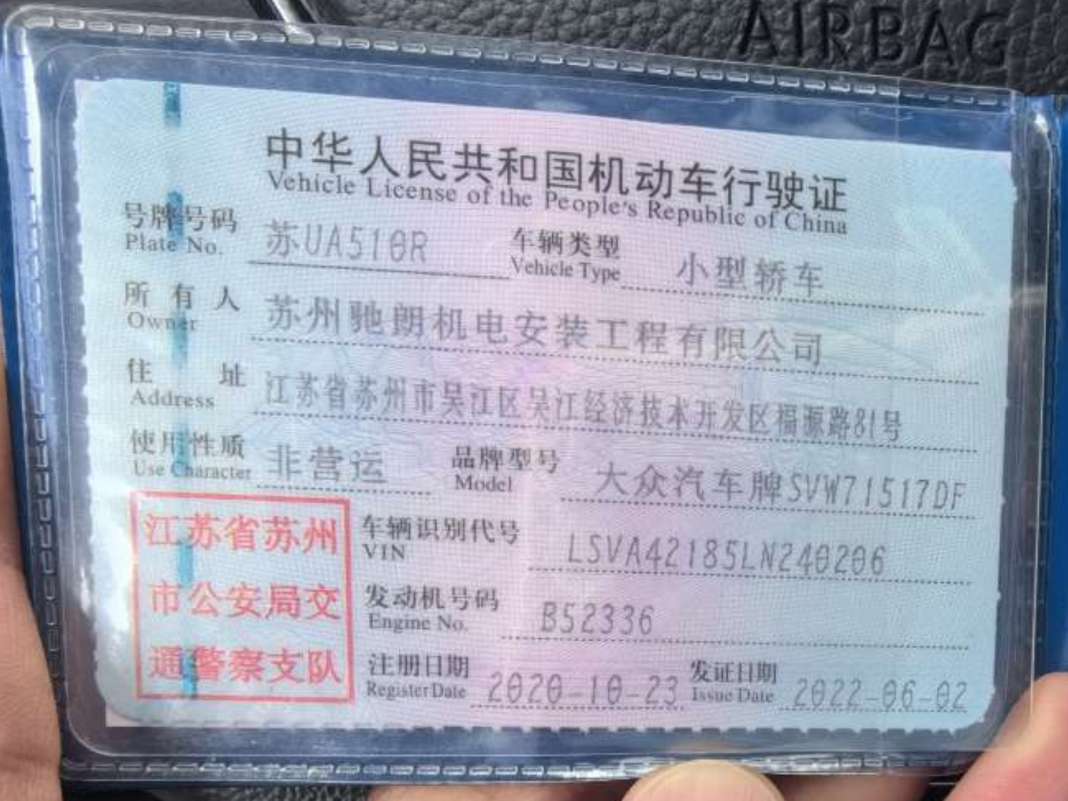 AIRBAG
中华人民共和国机动车行驶证
Vehicle License of the People's Republic of China
号牌号码 苏UA510R 车辆类型 小型轿车
Plate No. Vehicle Type
所有人 苏州驰朗机电安装工程有限公司
Owner
住址 江苏省苏州市吴江区吴江经济技术开发区福源路81号
Address
使用性质 非营运 品牌型号 大众汽车牌SVW71517DF
Use Character Model
江苏省苏州
市公安局交
通警察支队
车辆识别代号 LSVA42185LN240206
VIN
发动机号码 B52336
Engine No.
注册日期 2020-10-23 发证日期 2022-06-02
Register Date Issue Date